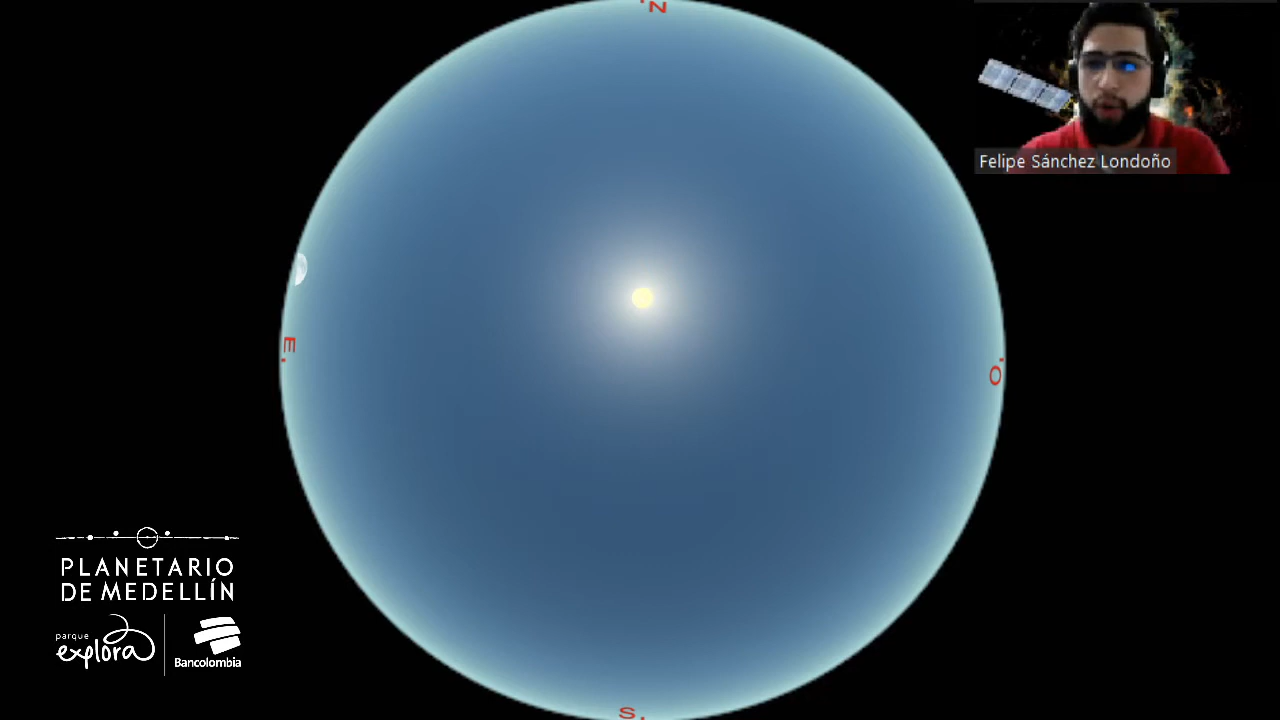 N
Felipe Sánchez Londoño
E
O
PLANETARIO
DE MEDELLÍN
parque
explora
Bancolombia
S